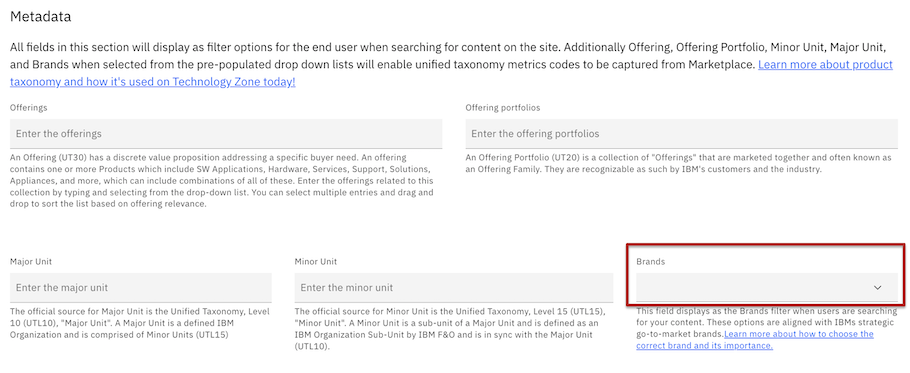 Metadata
All fields in this section will display as filter options for the end user when searching for content on the site. Additionally Offering, Offering Portfolio, Minor Unit, Major Unit,
and Brands when selected from the pre-populated drop down lists will enable unified taxonomy metrics codes to be captured from Marketplace. Learn more about product
taxonomy and how it's used on Technology Zone today!
Offerings
Enter the offerings
An Offering (UT30) has a discrete value proposition addressing a specific buyer need. An offering
contains one or more Products which include SW Applications, Hardware, Services, Support, Solutions,
Appliances, and more, which can include combinations of all of these. Enter the offerings related to this
collection by typing and selecting from the drop-down list. You can select multiple entries and drag and
drop to sort the list based on offering relevance.
Offering portfolios
Enter the offering portfolios
An Offering Portfolio (UT20) is a collection of "Offerings" that are marketed together and often known as
an Offering Family. They are recognizable as such by IBM's customers and the industry.
Major Unit
Enter the major unit
The official source for Major Unit is the Unified Taxonomy, Level
10 (UTL10), "Major Unit". A Major Unit is a defined IBM
Organization and is comprised of Minor Units (UTL15)
Minor Unit
Enter the minor unit
The official source for Minor Unit is the Unified Taxonomy, Level 15 (UTL15),
"Minor Unit". A Minor Unit is a sub-unit of a Major Unit and is defined as an
IBM Organization Sub-Unit by IBM F&O and is in sync with the Major Unit
(UTL10).
Brands
This field displays as the Brands filter when users are searching
for your content. These options are aligned with IBMs strategic
go-to-market brands.Learn more about how to choose the
correct brand and its importance.